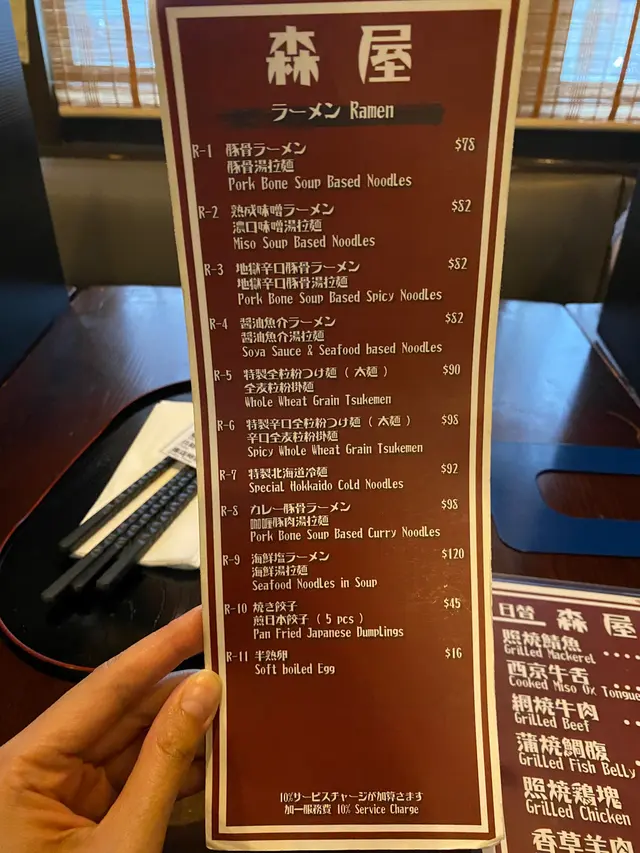 森屋
ラーメン Ramen
R-1 豚骨ラーメン $78
豚骨湯拉麺
Pork Bone Soup Based Noodles
R-2 熟成味噌ラーメン $82
濃口味噌湯拉麺
Miso Soup Based Noodles
R-3 地獄辛口豚骨ラーメン $82
地獄辛口豚骨湯拉麺
Pork Bone Soup Based Spicy Noodles
R-4 醤油魚介ラーメン $82
醤油魚介湯拉麺
Soya Sauce & Seafood based Noodles
R-5 特製全粒粉つけ麺 ( 太麺 ) $90
全麦粒粉掛麺
Whole Wheat Grain Tsukemen
R-6 特製辛口全粒粉つけ麺 ( 太麺 ) $98
辛口全麦粒粉掛麺
Spicy Whole Wheat Grain Tsukemen
R-7 特製北海道冷麺 $92
Special Hokkaido Cold Noodles
R-8 カレー豚骨ラーメン $98
咖喱豚肉湯拉麺
Pork Bone Soup Based Curry Noodles
R-9 海鮮塩ラーメン $120
海鮮湯拉麺
Seafood Noodles in Soup
R-10 焼き餃子 $45
煎日本餃子 ( 5 pcs )
Pan Fried Japanese Dumplings
R-11 半熟卵 $16
Soft boiled Egg
10%サービスチャージが加算さます
加一服務費 10% Service Charge
森屋
照焼鯖魚
Grilled Mackerel
西京牛舌
Cooked Miso Ox Tongue
網焼牛肉
Grilled Beef
蒲焼鯛腹
Grilled Fish Belly
照焼鶏塊
Grilled Chicken
香草羊肉